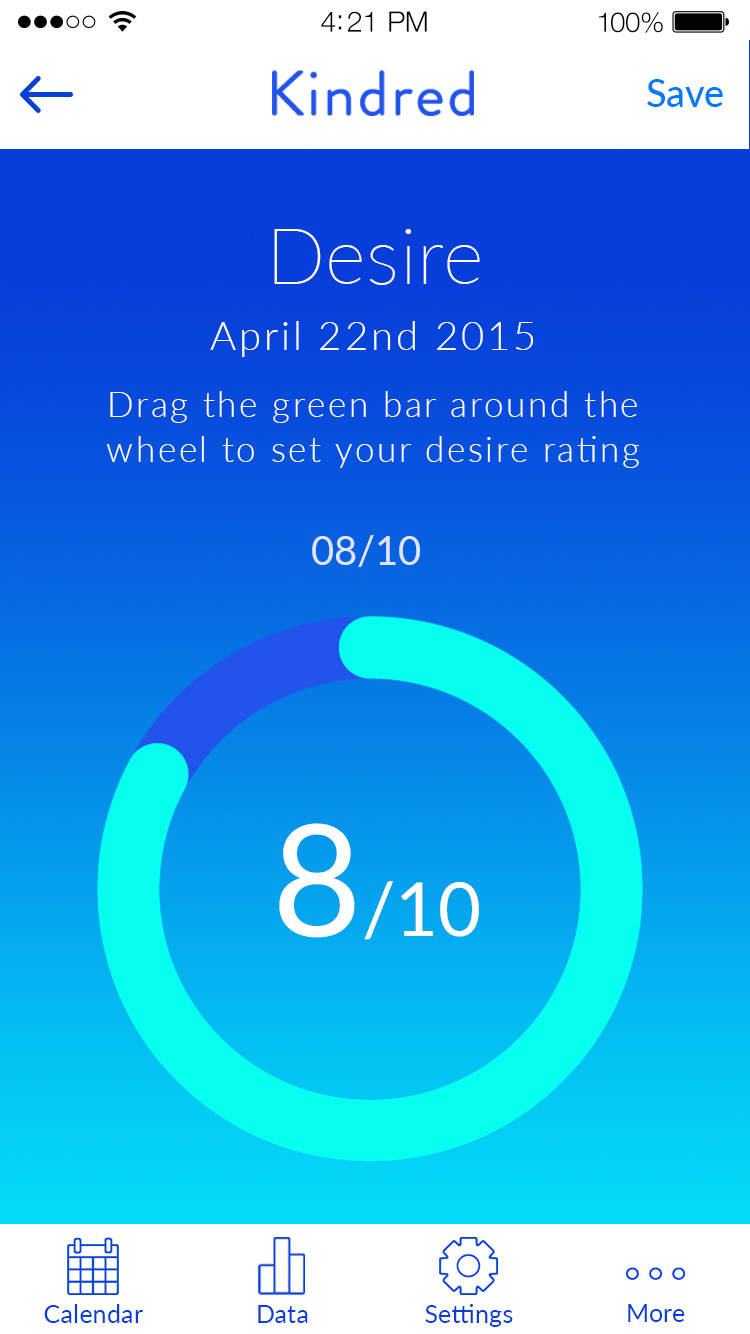 4:21 PM 100%
Kindred Save
Desire
April 22nd 2015
Drag the green bar around the
wheel to set your desire rating
08/10
8/10
Calendar Data Settings More